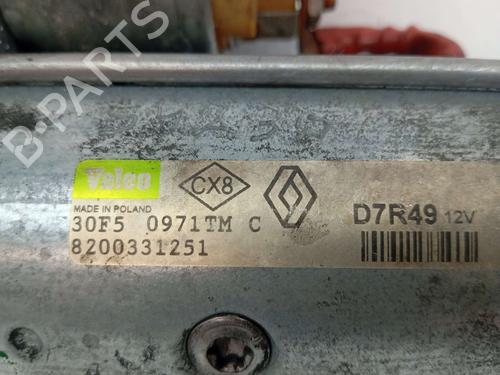 B-PARTS
Valeo
CX8
MADE IN POLAND
30F5 0971TM C
8200331251
D7R49 12V